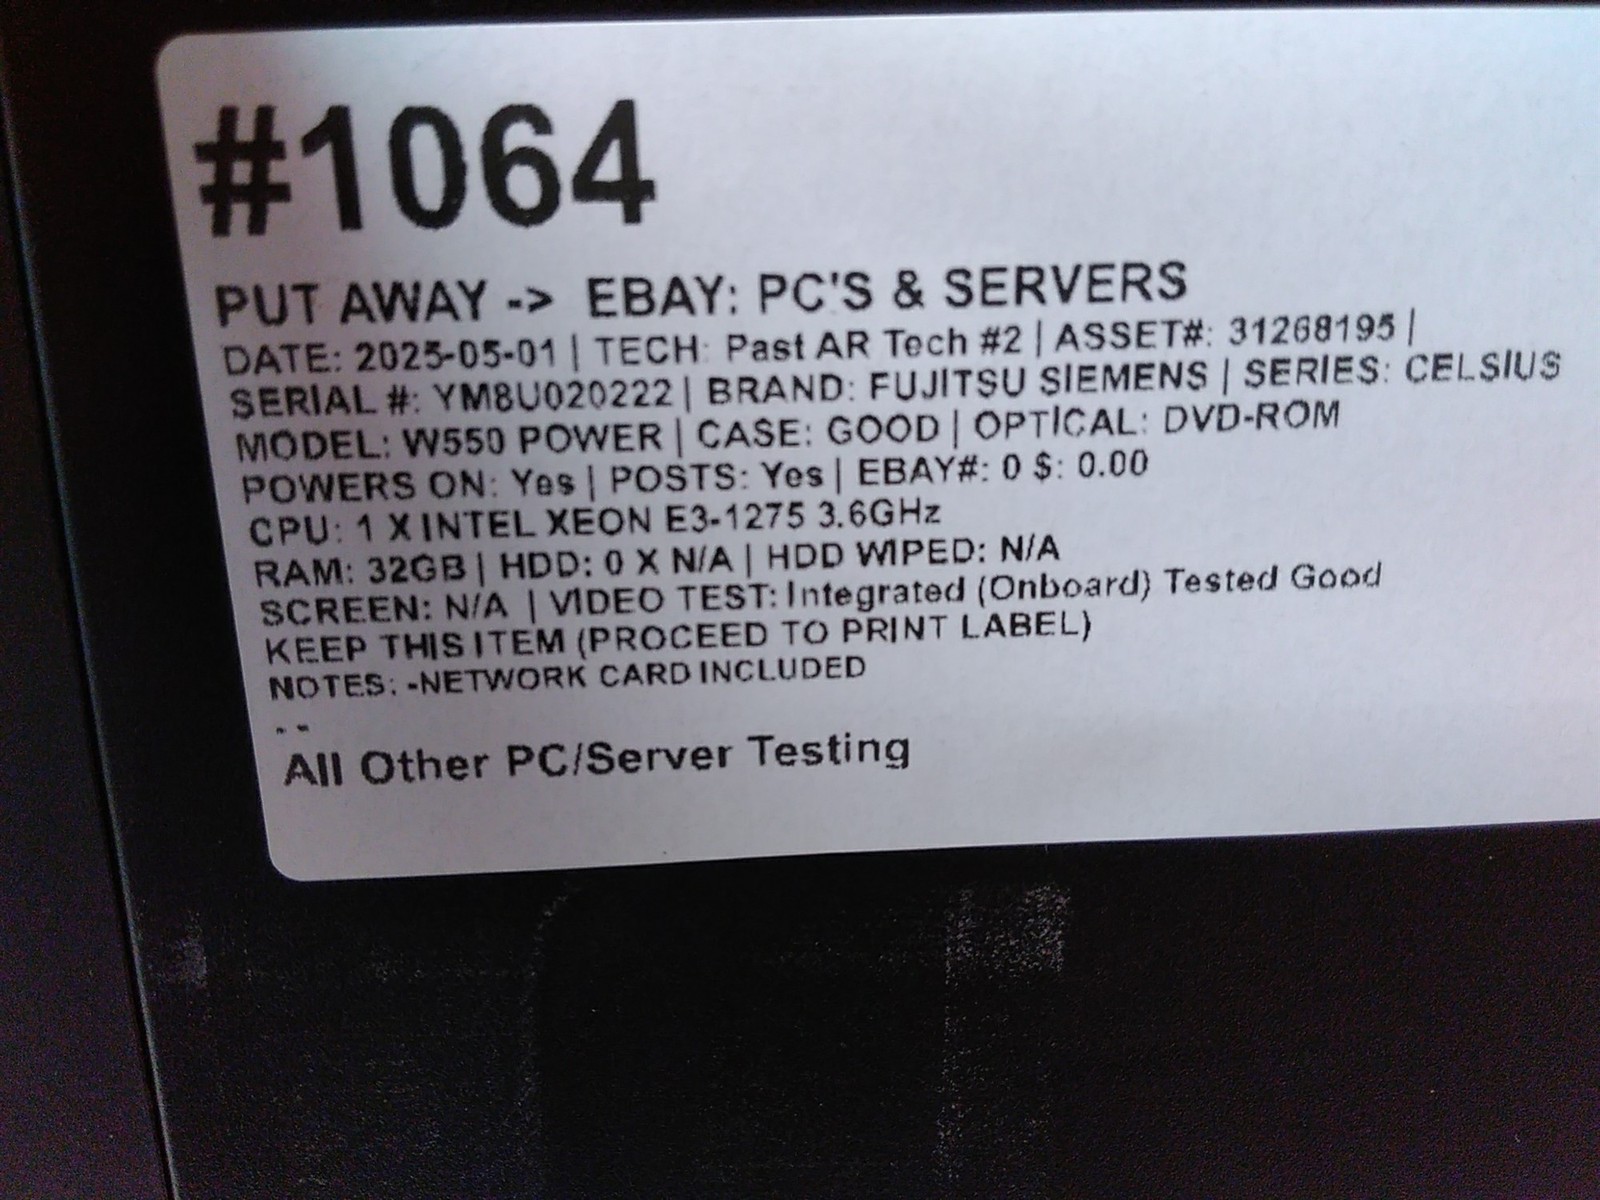 #1064
PUT AWAY -> EBAY: PC'S & SERVERS
DATE: 2025-05-01 | TECH: Past AR Tech #2 | ASSET#: 31268195 |
SERIAL #: YM8U020222 | BRAND: FUJITSU SIEMENS | SERIES: CELSIUS
MODEL: W550 POWER | CASE: GOOD | OPTICAL: DVD-ROM
POWERS ON: Yes | POSTS: Yes | EBAY#: 0 $: 0.00
CPU: 1 X INTEL XEON E3-1275 3.6GHz
RAM: 32GB | HDD: 0 X N/A | HDD WIPED: N/A
SCREEN: N/A | VIDEO TEST: Integrated (Onboard) Tested Good
KEEP THIS ITEM (PROCEED TO PRINT LABEL)
NOTES: -NETWORK CARD INCLUDED
--
All Other PC/Server Testing